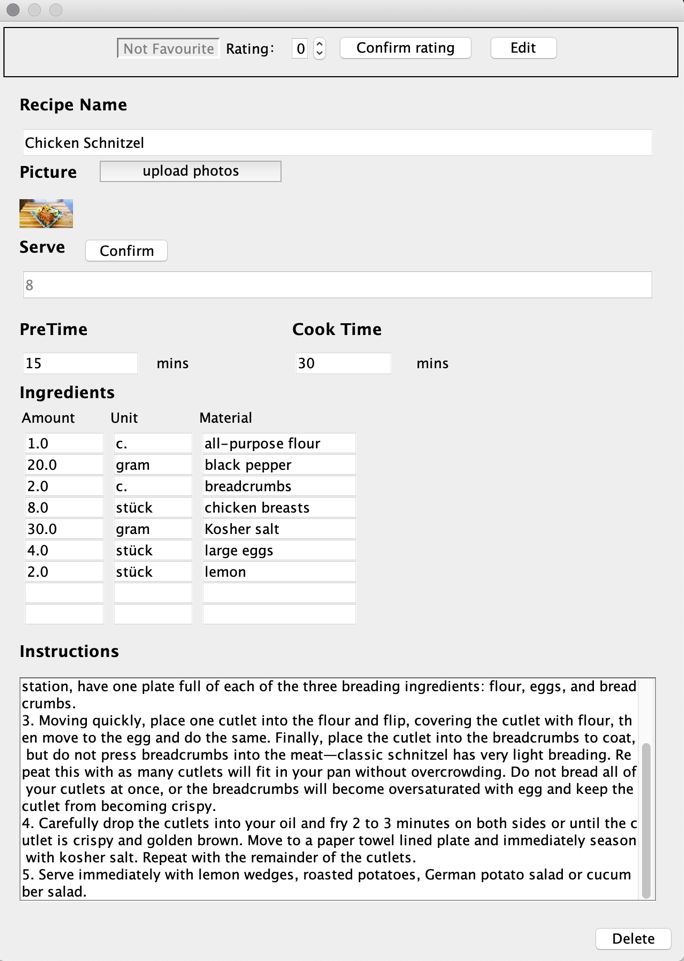 Not Favourite Rating: 0 Confirm rating Edit
Recipe Name
Chicken Schnitzel
Picture upload photos
Serve Confirm
8
PreTime Cook Time
15 mins 30 mins
Ingredients
Amount Unit Material
1.0 c. all-purpose flour
20.0 gram black pepper
2.0 c. breadcrumbs
8.0 stück chicken breasts
30.0 gram Kosher salt
4.0 stück large eggs
2.0 stück lemon
Instructions
station, have one plate full of each of the three breading ingredients: flour, eggs, and bread
crumbs.
3. Moving quickly, place one cutlet into the flour and flip, covering the cutlet with flour, th
en move to the egg and do the same. Finally, place the cutlet into the breadcrumbs to coat,
but do not press breadcrumbs into the meat—classic schnitzel has very light breading. Re
peat this with as many cutlets will fit in your pan without overcrowding. Do not bread all of
your cutlets at once, or the breadcrumbs will become oversaturated with egg and keep the
cutlet from becoming crispy.
4. Carefully drop the cutlets into your oil and fry 2 to 3 minutes on both sides or until the c
utlet is crispy and golden brown. Move to a paper towel lined plate and immediately season
with kosher salt. Repeat with the remainder of the cutlets.
5. Serve immediately with lemon wedges, roasted potatoes, German potato salad or cucum
ber salad.
Delete